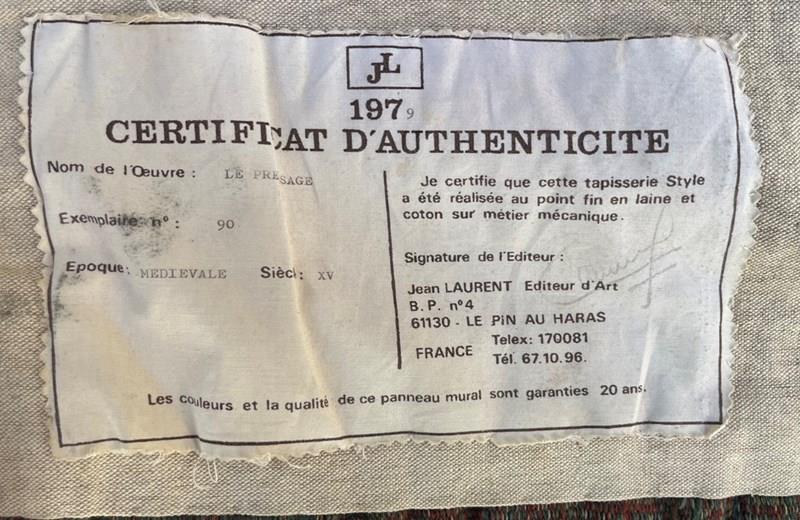 JL
1979
CERTIFICAT D'AUTHENTICITE
Nom de l'Œuvre : LE PRESAGE
Exemplaire n° : 90
Epoque: MEDIEVALE Siècl: XV
Je certifie que cette tapisserie Style
a été réalisée au point fin en laine et
coton sur métier mécanique.
Signature de l'Editeur :
Jean LAURENT Editeur d'Art
B.P. n°4
61130 - LE PiN AU HARAS
FRANCE
Telex: 170081
Tél. 67.10.96.
Les couleurs et la qualité de ce panneau mural sont garanties 20 ans.